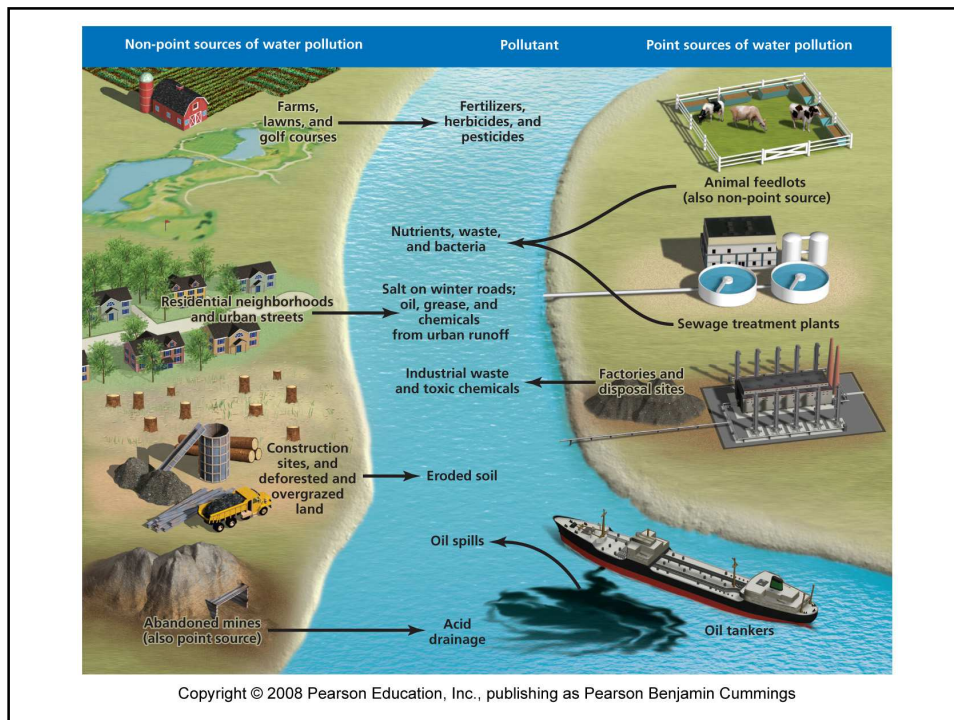 Non-point sources of water pollution
Pollutant
Point sources of water pollution
Farms,
lawns, and
golf courses
Fertilizers,
herbicides, and
pesticides
Animal feedlots
(also non-point source)
Nutrients, waste,
and bacteria
Residential neighborhoods
and urban streets
Salt on winter roads;
oil, grease, and
chemicals
from urban runoff
Sewage treatment plants
Industrial waste
and toxic chemicals
Factories and
disposal sites
Construction
sites, and
deforested and
overgrazed
land
Eroded soil
Oil spills
Abandoned mines
(also point source)
Acid
drainage
Oil tankers
Copyright © 2008 Pearson Education, Inc., publishing as Pearson Benjamin Cummings